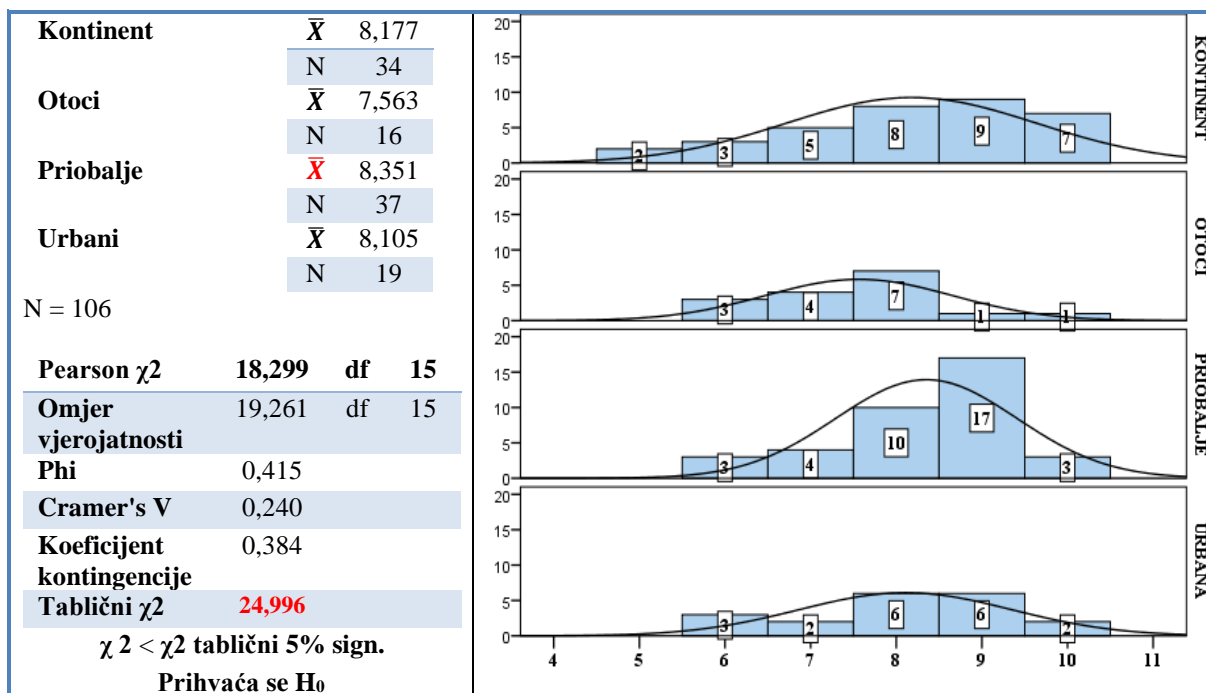 Kontinent X̄ 8,177
N 34
Otoci X̄ 7,563
N 16
Priobalje X̄ 8,351
N 37
Urbani X̄ 8,105
N 19
N = 106
Pearson χ2 18,299 df 15
Omjer 19,261 df 15
vjerojatnosti
Phi 0,415
Cramer's V 0,240
Koeficijent 0,384
kontingencije
Tablični χ2 24,996
χ 2 < χ2 tablični 5% sign.
Prihvaća se H₀
20
15
10
5
0
2
3
5
8
9
7
KONTINENT
20
15
10
5
0
3
4
7
1
1
OTOCI
20
15
10
5
0
3
4
10
17
3
PRIOBALJE
20
15
10
5
0
3
2
6
6
2
URBANA
4 5 6 7 8 9 10 11